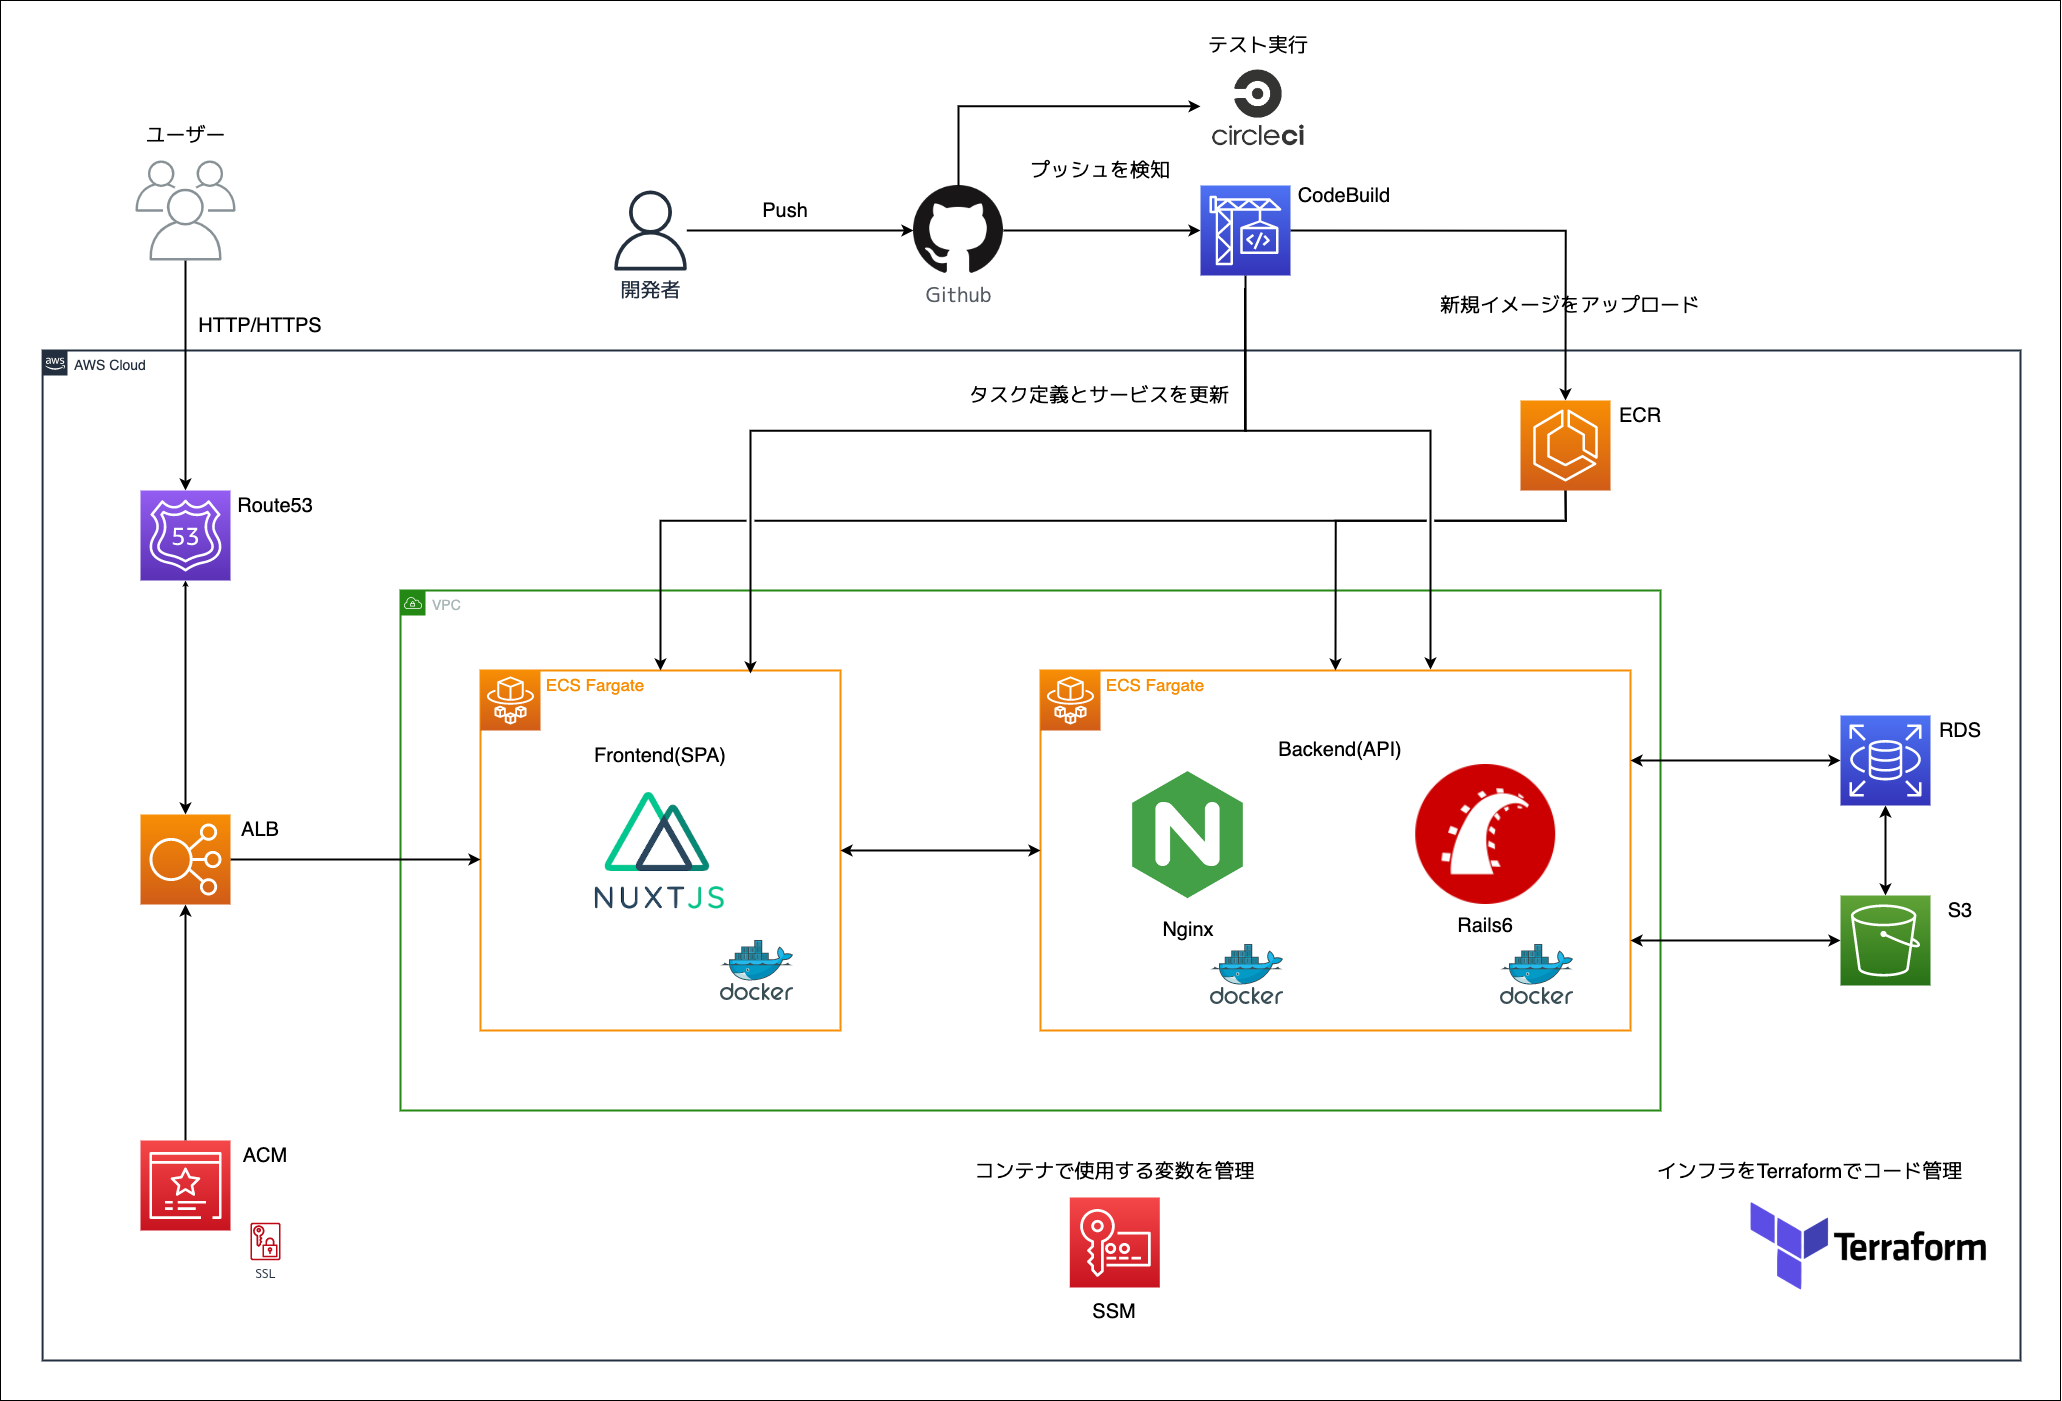 テスト実行
circleci
ユーザー
プッシュを検知
CodeBuild
Push
開発者
Github
新規イメージをアップロード
HTTP/HTTPS
aws
AWS Cloud
タスク定義とサービスを更新
ECR
Route53
53
VPC
ECS Fargate
ECS Fargate
Frontend(SPA)
Backend(API)
RDS
ALB
NUXTJS
N
Nginx
Rails6
S3
docker
docker
docker
ACM
コンテナで使用する変数を管理
インフラをTerraformでコード管理
Terraform
SSL
SSM